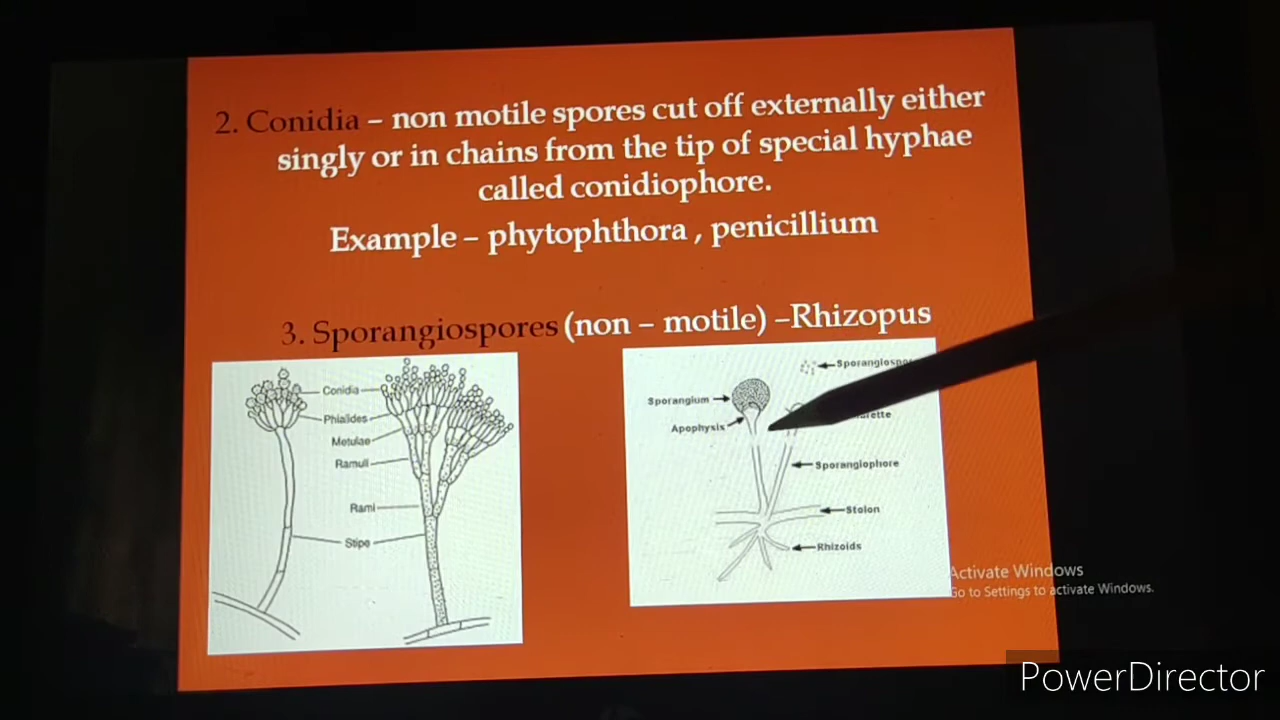 2. Conidia – non motile spores cut off externally either
singly or in chains from the tip of special hyphae
called conidiophore.
Example – phytophthora , penicillium
3. Sporangiospores (non – motile) –Rhizopus
Conidia
Phialides
Metulae
Ramuli
Rami
Stipe
Sporangium
Apophysis
Sporangiophore
Stolon
Rhizoids
Activate Windows
Go to Settings to activate Windows.
PowerDirector